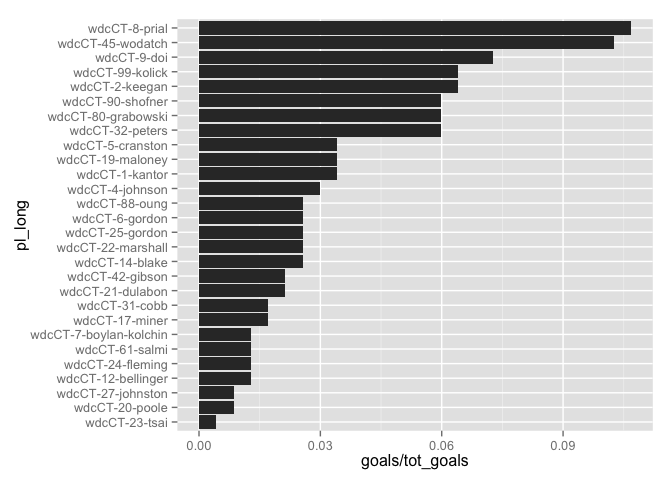 wdcCT-8-prial
wdcCT-45-wodatch
wdcCT-9-doi
wdcCT-99-kolick
wdcCT-2-keegan
wdcCT-90-shofner
wdcCT-80-grabowski
wdcCT-32-peters
wdcCT-5-cranston
wdcCT-19-maloney
wdcCT-1-kantor
wdcCT-4-johnson
wdcCT-88-oung
wdcCT-6-gordon
wdcCT-25-gordon
wdcCT-22-marshall
wdcCT-14-blake
wdcCT-42-gibson
wdcCT-21-dulabon
wdcCT-31-cobb
wdcCT-17-miner
wdcCT-7-boylan-kolchin
wdcCT-61-salmi
wdcCT-24-fleming
wdcCT-12-bellinger
wdcCT-27-johnston
wdcCT-20-poole
wdcCT-23-tsai
pl_long
0.00 0.03 0.06 0.09
goals/tot_goals